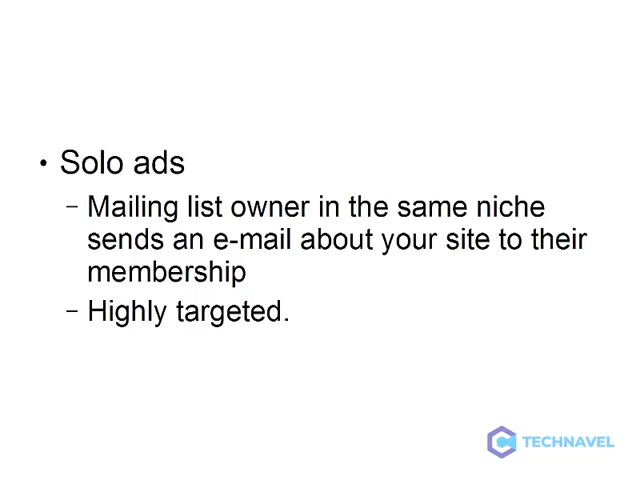 • Solo ads
– Mailing list owner in the same niche
sends an e-mail about your site to their
membership
– Highly targeted.
TECHNAVEL